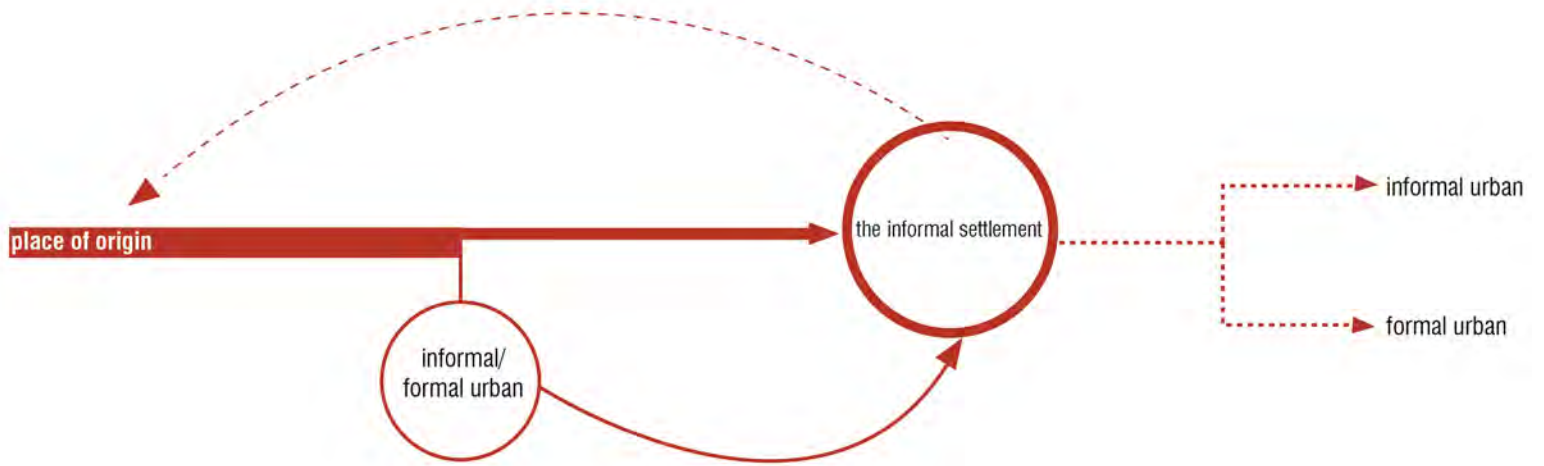 place of origin
informal/
formal urban
the informal settlement
informal urban
formal urban